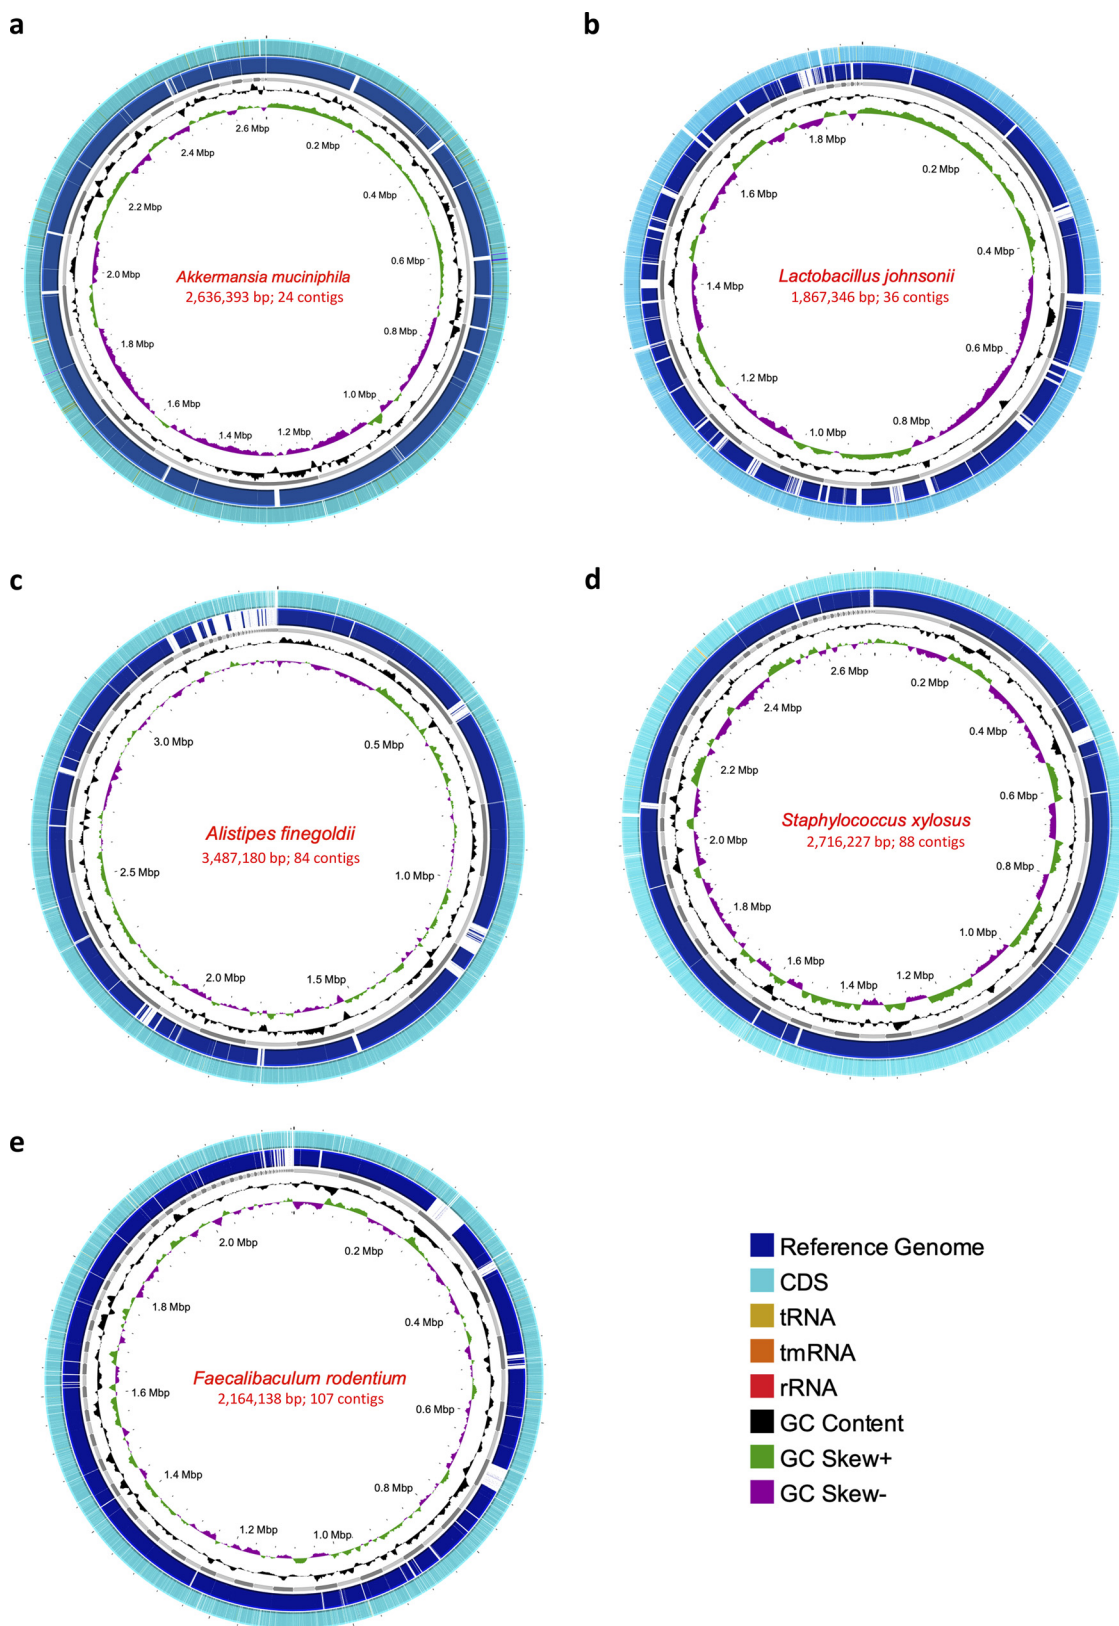 a
2.6 Mbp
0.2 Mbp
2.4 Mbp
0.4 Mbp
2.2 Mbp
0.6 Mbp
2.0 Mbp
Akkermansia muciniphila
2,636,393 bp; 24 contigs
0.8 Mbp
1.8 Mbp
1.0 Mbp
1.6 Mbp
1.4 Mbp
1.2 Mbp
b
1.8 Mbp
0.2 Mbp
1.6 Mbp
0.4 Mbp
Lactobacillus johnsonii
1.4 Mbp
1,867,346 bp; 36 contigs
0.6 Mbp
1.2 Mbp
0.8 Mbp
1.0 Mbp
c
3.0 Mbp
0.5 Mbp
Alistipes finegoldii
3,487,180 bp; 84 contigs
2.5 Mbp
1.0 Mbp
2.0 Mbp
1.5 Mbp
d
2.6 Mbp
0.2 Mbp
2.4 Mbp
0.4 Mbp
2.2 Mbp
0.6 Mbp
Staphylococcus xylosus
2.0 Mbp
2,716,227 bp; 88 contigs
0.8 Mbp
1.8 Mbp
1.0 Mbp
1.6 Mbp
1.2 Mbp
1.4 Mbp
e
2.0 Mbp
0.2 Mbp
1.8 Mbp
0.4 Mbp
Faecalibaculum rodentium
1.6 Mbp
2,164,138 bp; 107 contigs
0.6 Mbp
1.4 Mbp
0.8 Mbp
1.2 Mbp
1.0 Mbp
Reference Genome
CDS
tRNA
tmRNA
rRNA
GC Content
GC Skew+
GC Skew-